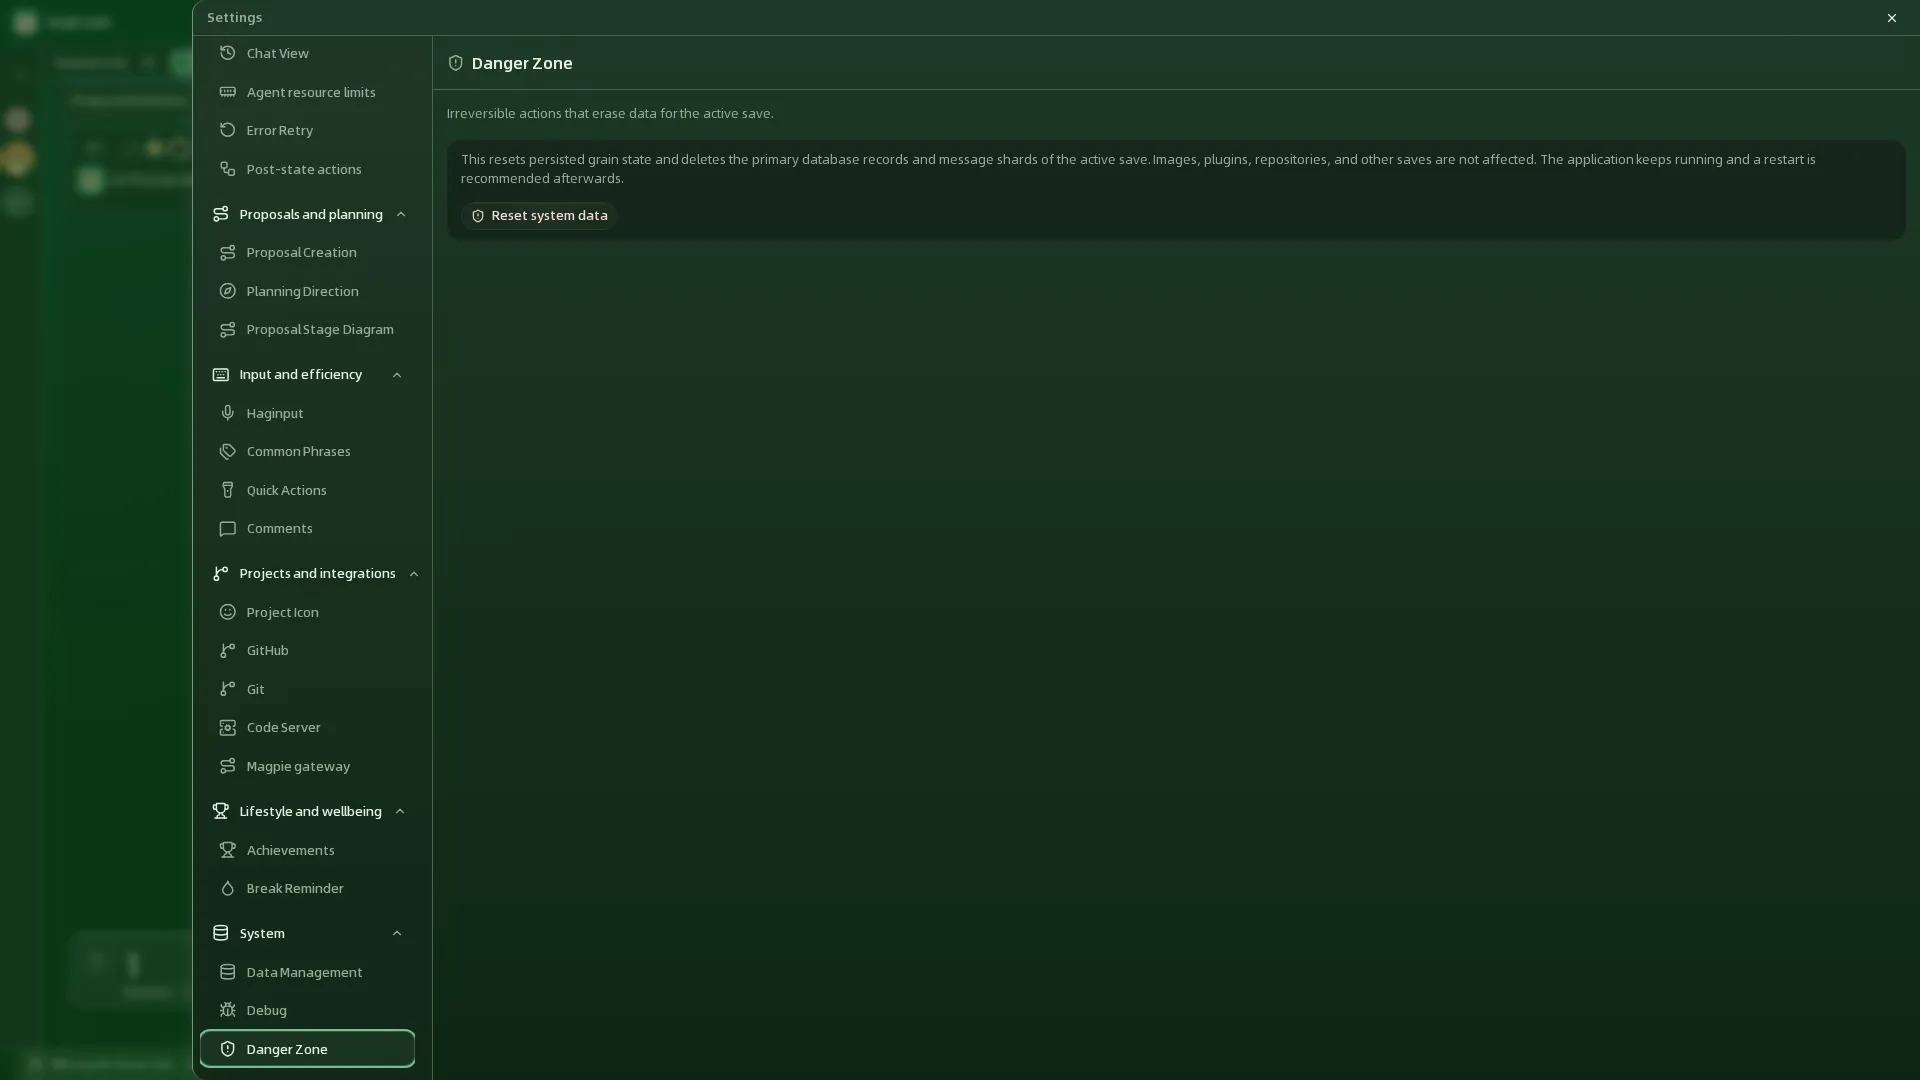 Settings
Chat View
Agent resource limits
Error Retry
Post-state actions
Proposals and planning
Proposal Creation
Planning Direction
Proposal Stage Diagram
Input and efficiency
Haginput
Common Phrases
Quick Actions
Comments
Projects and integrations
Project Icon
GitHub
Git
Code Server
Magpie gateway
Lifestyle and wellbeing
Achievements
Break Reminder
System
Data Management
Debug
Danger Zone
Danger Zone
Irreversible actions that erase data for the active save.
This resets persisted grain state and deletes the primary database records and message shards of the active save. Images, plugins, repositories, and other saves are not affected. The application keeps running and a restart is
recommended afterwards.
Reset system data